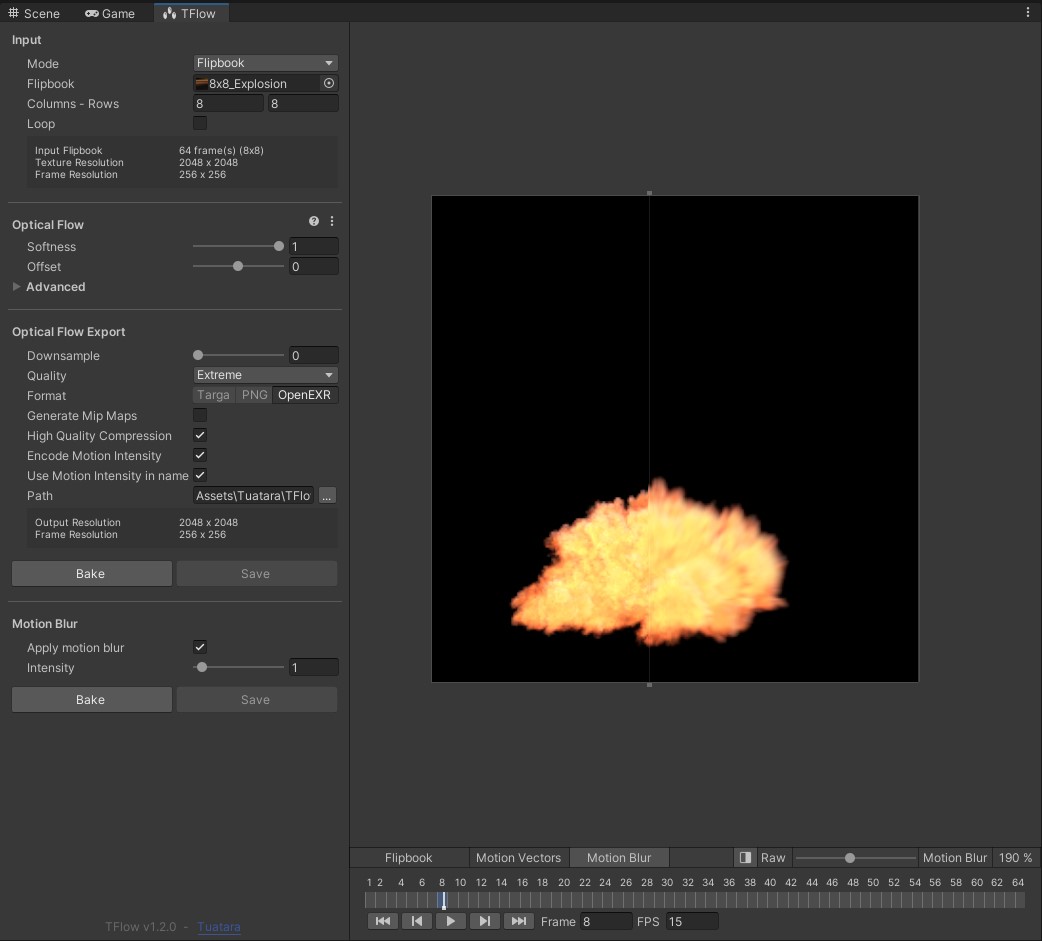 Scene Game TFlow
Input
Mode Flipbook
Flipbook 8x8_Explosion
Columns - Rows 8 8
Loop
Input Flipbook 64 frame(s) (8x8)
Texture Resolution 2048 x 2048
Frame Resolution 256 x 256
Optical Flow ?
Softness 1
Offset 0
Advanced
Optical Flow Export
Downsample 0
Quality Extreme
Format Targa PNG OpenEXR
Generate Mip Maps
High Quality Compression
Encode Motion Intensity
Use Motion Intensity in name
Path Assets\Tuatara\TFlo ...
Output Resolution 2048 x 2048
Frame Resolution 256 x 256
Bake Save
Motion Blur
Apply motion blur
Intensity 1
Bake Save
TFlow v1.2.0 - Tuatara
Flipbook Motion Vectors Motion Blur Raw Motion Blur 190 %
1 2 4 6 8 10 12 14 16 18 20 22 24 26 28 30 32 34 36 38 40 42 44 46 48 50 52 54 56 58 60 62 64
Frame 8 FPS 15